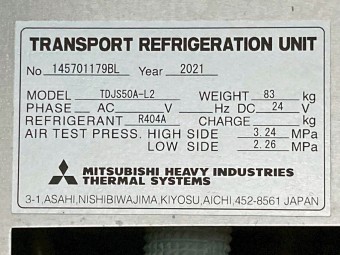 TRANSPORT REFRIGERATION UNIT
No 145701179BL Year 2021
MODEL TDJS50A-L2 WEIGHT 83 kg
PHASE AC V Hz DC 24 V
REFRIGERANT R404A CHARGE kg
AIR TEST PRESS. HIGH SIDE 3.24 MPa
LOW SIDE 2.26 MPa
MITSUBISHI HEAVY INDUSTRIES
THERMAL SYSTEMS
3-1,ASAHI,NISHIBIWAJIMA,KIYOSU,AICHI,452-8561 JAPAN